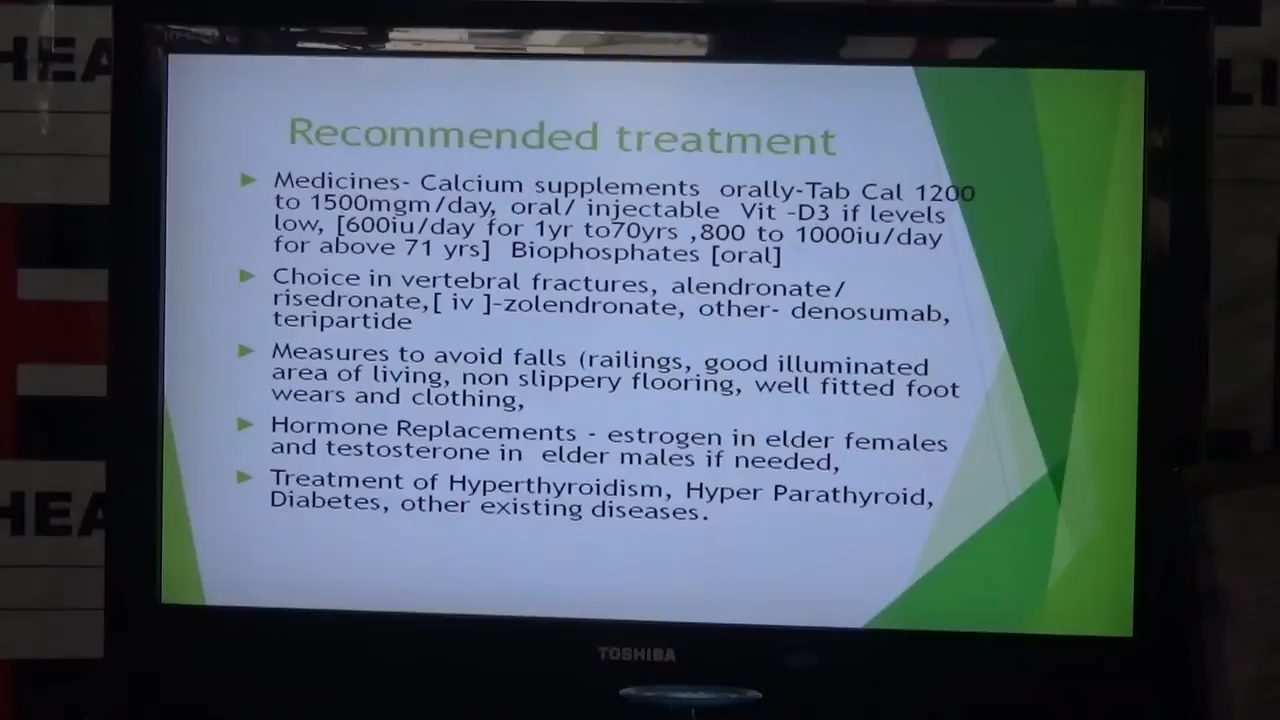 HEA
LI
Recommended treatment
Medicines- Calcium supplements orally-Tab Cal 1200
to 1500mgm/day, oral/ injectable Vit -D3 if levels
low, [600iu/day for 1yr to70yrs ,800 to 1000iu/day
for above 71 yrs] Biophosphates [oral]
Choice in vertebral fractures, alendronate/
risedronate,[ iv ]-zolendronate, other- denosumab,
teripartide
Measures to avoid falls (railings, good illuminated
area of living, non slippery flooring, well fitted foot
wears and clothing,
Hormone Replacements - estrogen in elder females
and testosterone in elder males if needed,
Treatment of Hyperthyroidism, Hyper Parathyroid,
Diabetes, other existing diseases.
HEA
TOSHIBA